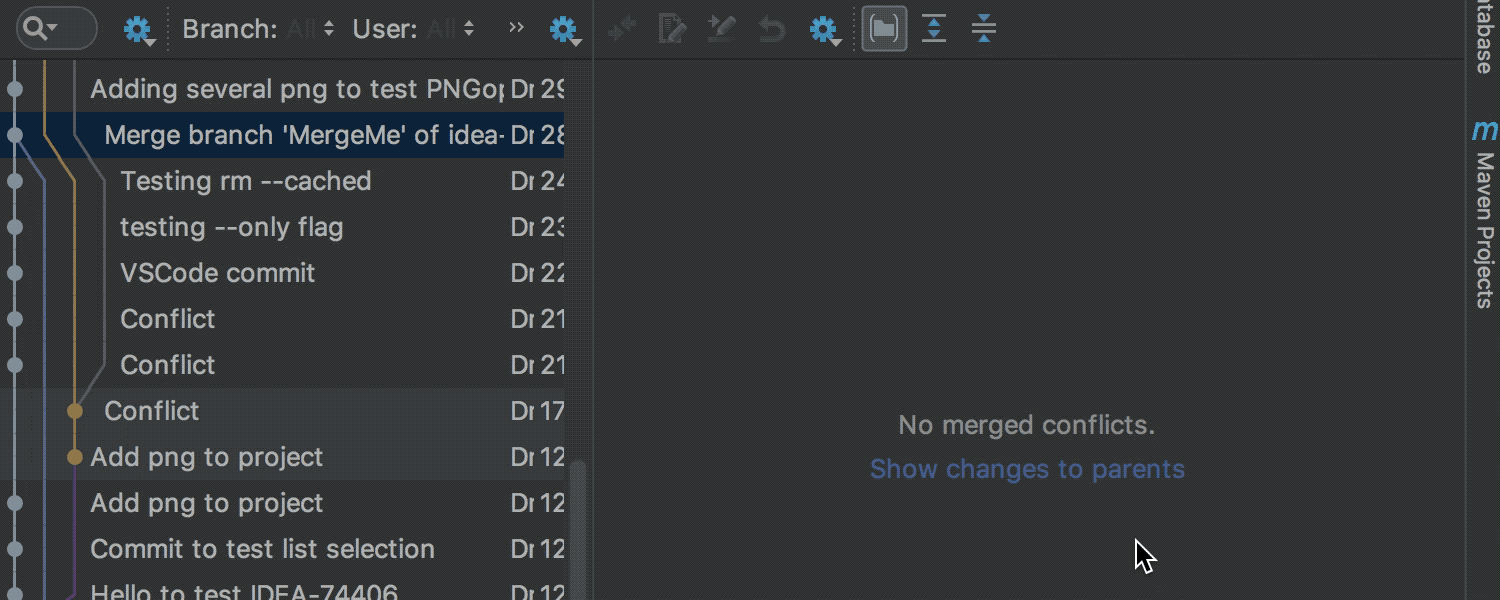 Branch: All User: All »
Adding several png to test PNGop Dr 29
Merge branch 'MergeMe' of idea- Dr 28
Testing rm --cached Dr 24
testing --only flag Dr 23
VSCode commit Dr 22
Conflict Dr 21
Conflict Dr 21
Conflict Dr 17
Add png to project Dr 12
Add png to project Dr 12
Commit to test list selection Dr 12
Hello to test IDEA-74406 Dr 12
No merged conflicts.
Show changes to parents
atabase
m Maven Projects